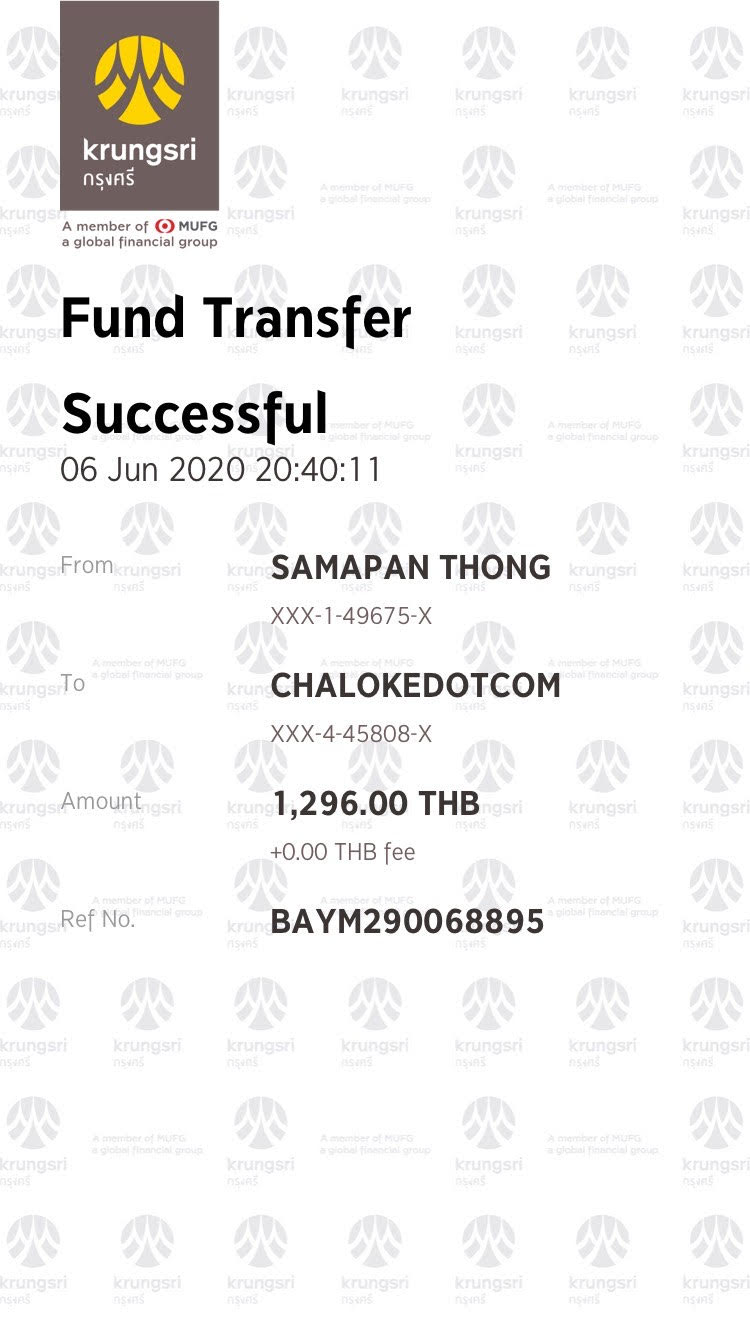 krungsri
กรุงศรี
A member of MUFG
a global financial group
Fund Transfer
Successful
06 Jun 2020 20:40:11
From
SAMAPAN THONG
XXX-1-49675-X
To
CHALOKEDOTCOM
XXX-4-45808-X
Amount
1,296.00 THB
+0.00 THB fee
Ref No.
BAYM290068895